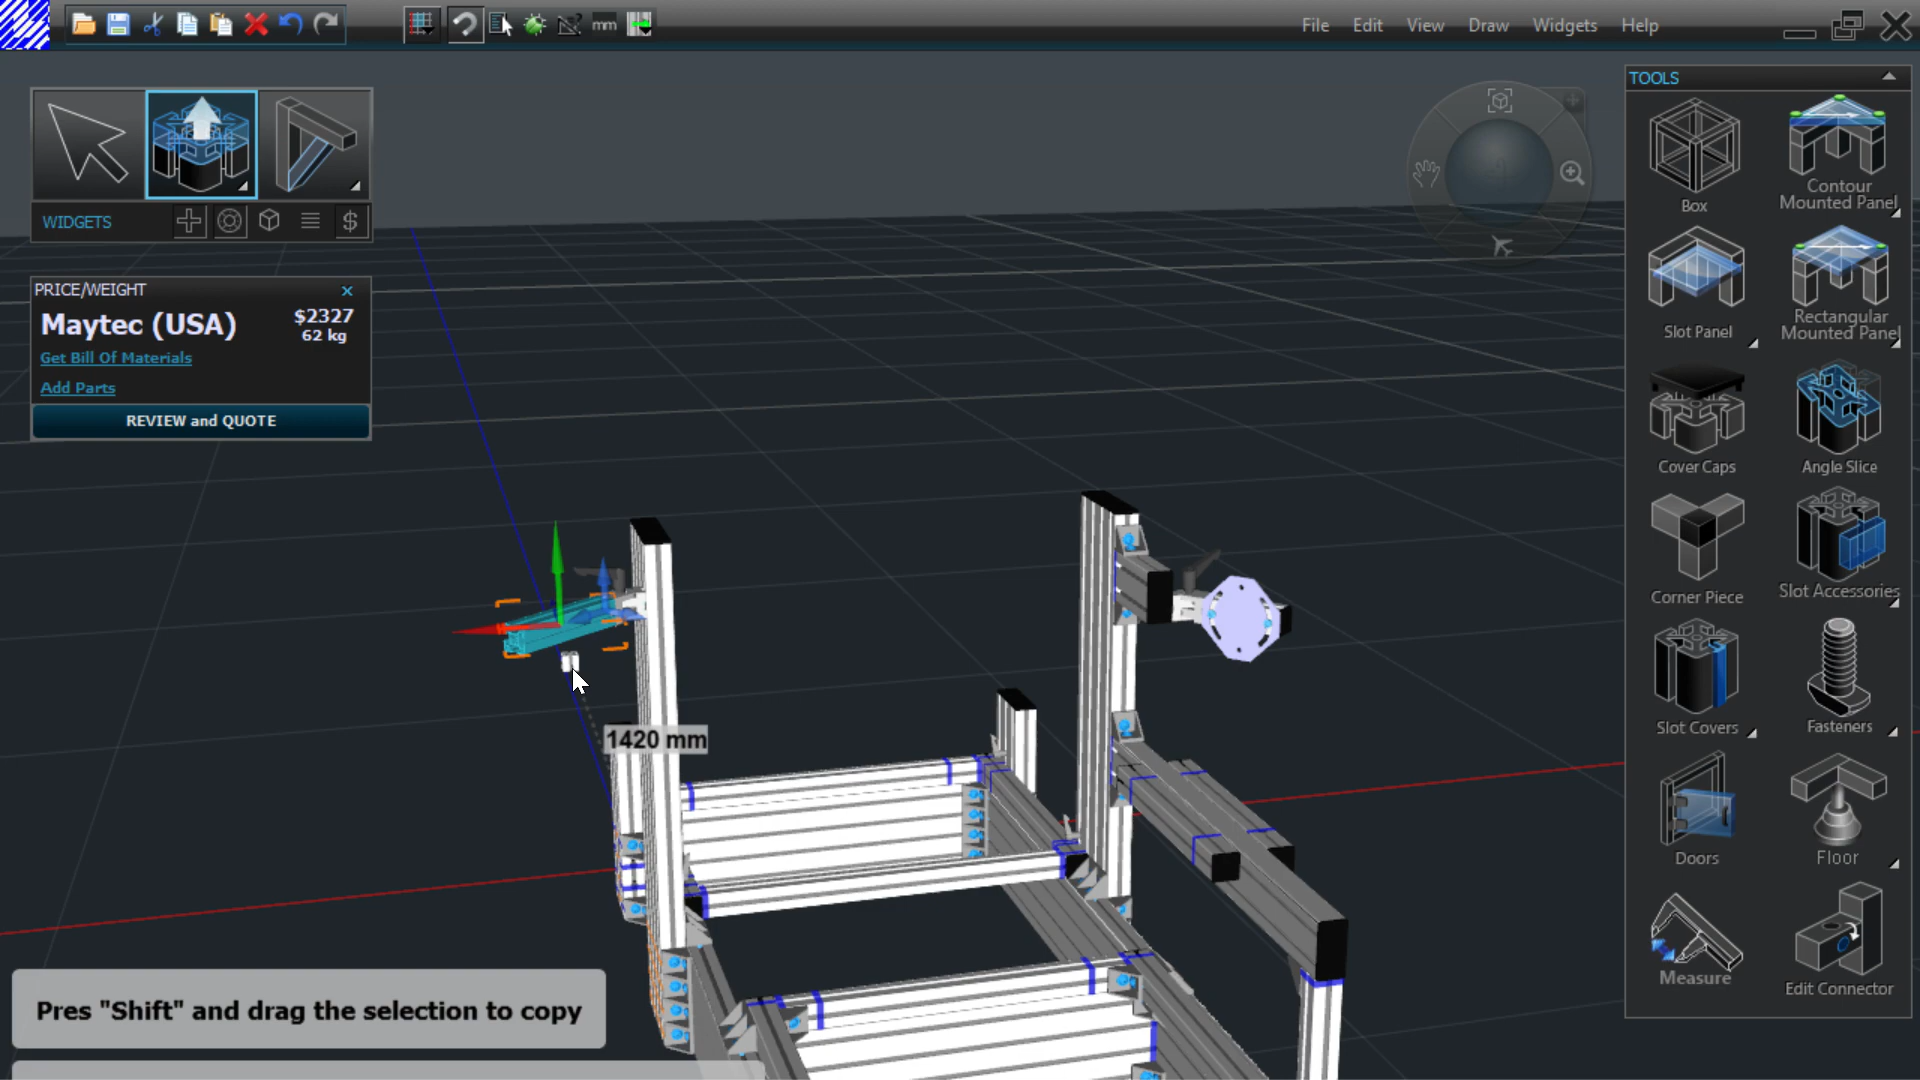 mm
File Edit View Draw Widgets Help
WIDGETS
$
PRICE/WEIGHT
Maytec (USA) $2327
62 kg
Get Bill Of Materials
Add Parts
REVIEW and QUOTE
1420 mm
Pres "Shift" and drag the selection to copy
TOOLS
Box
Contour
Mounted Panel
Slot Panel
Rectangular
Mounted Panel
Cover Caps
Angle Slice
Corner Piece
Slot Accessories
Slot Covers
Fasteners
Doors
Floor
Measure
Edit Connector